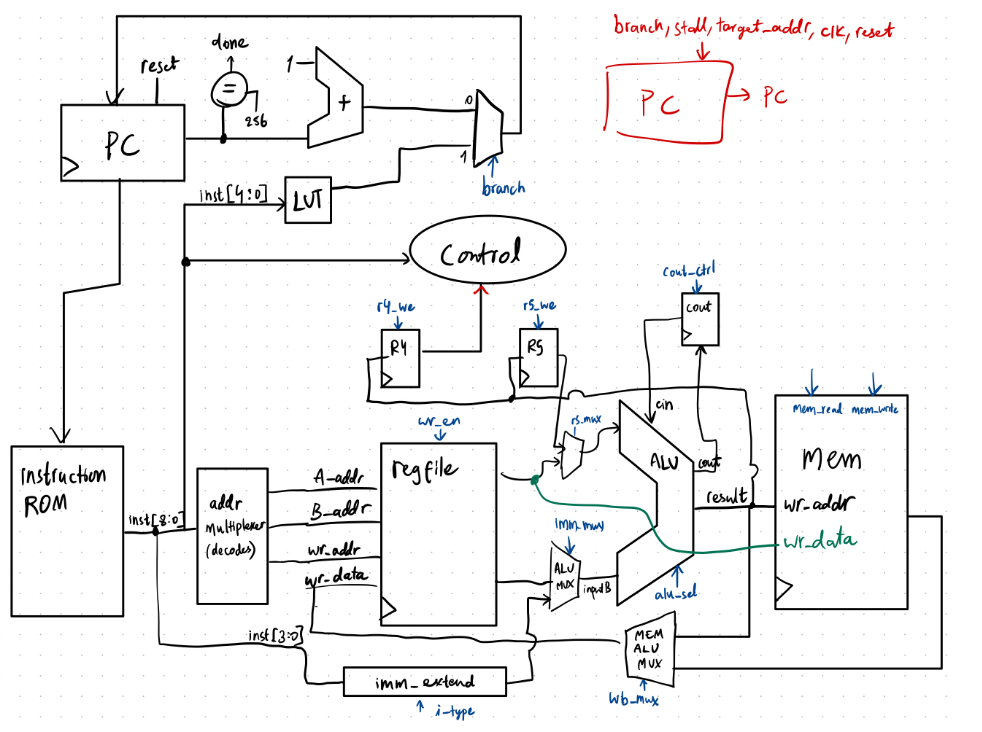 branch, stall, target_addr, clk, reset
PC
PC
done
reset
=
256
1
+
0
1
branch
PC
inst[4:0]
LUT
Control
cout_ctrl
cout
r4_we
r5_we
R4
R5
wr_en
rs_mux
cin
mem_read
mem_write
instruction
ROM
inst[8:0]
addr
multiplexer
(decodes)
A_addr
B_addr
wr_addr
wr_data
regfile
ALU
cout
result
Mem
wr_addr
wr_data
imm_mux
ALU
MUX
inputB
alu_sel
inst[3:0]
imm_extend
i-type
MEM
ALU
MUX
wb_mux